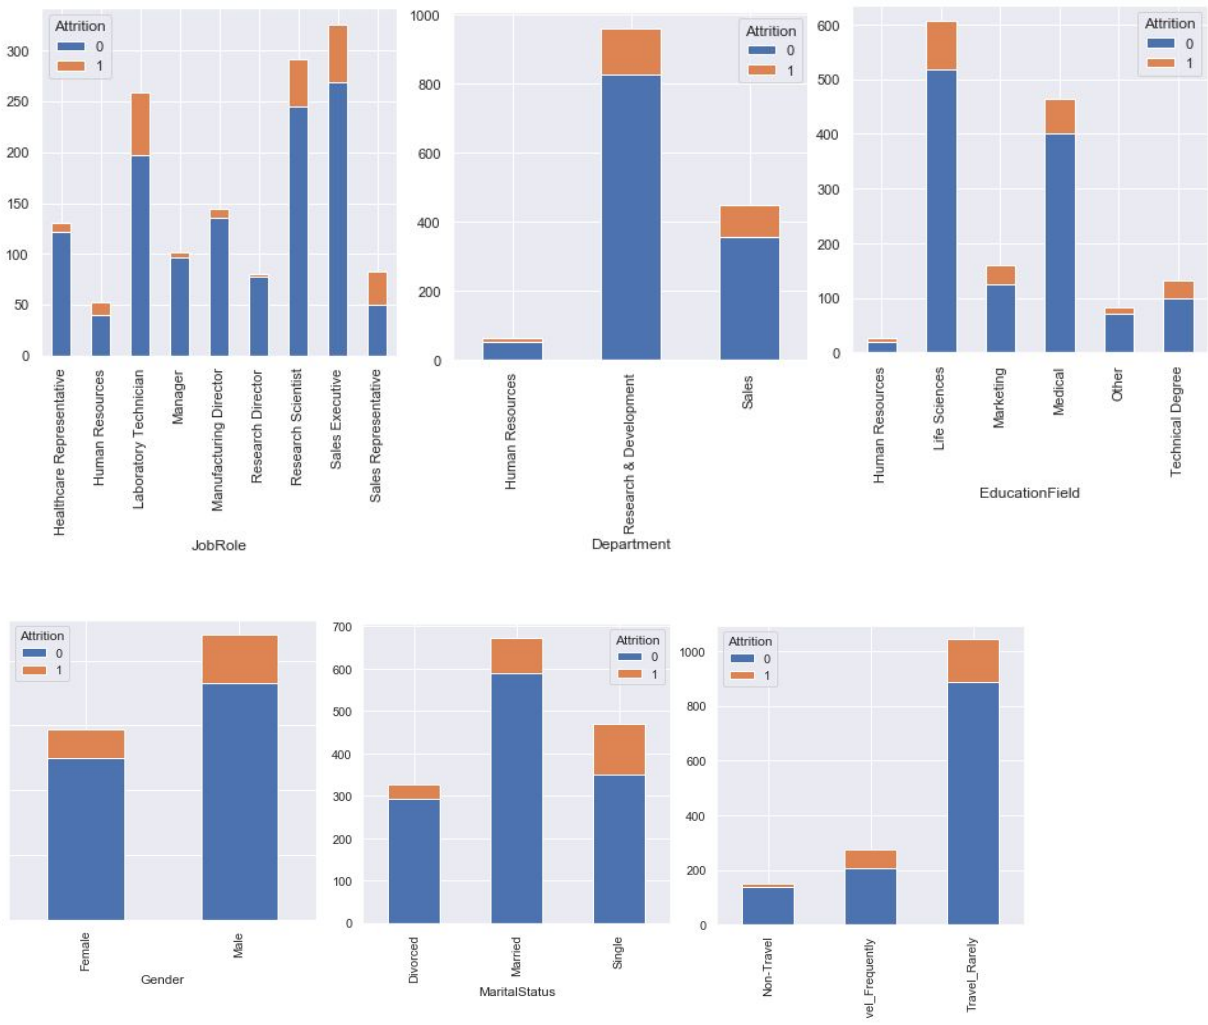 Attrition
0
1
300
250
200
150
100
50
0
Healthcare Representative
Human Resources
Laboratory Technician
Manager
Manufacturing Director
Research Director
Research Scientist
Sales Executive
Sales Representative
JobRole
1000
800
600
400
200
0
Attrition
0
1
Human Resources
Research & Development
Sales
Department
600
500
400
300
200
100
0
Attrition
0
1
Human Resources
Life Sciences
Marketing
Medical
Other
Technical Degree
EducationField
Attrition
0
1
Female
Male
Gender
700
600
500
400
300
200
100
0
Attrition
0
1
Divorced
Married
Single
MaritalStatus
1000
800
600
400
200
0
Attrition
0
1
Non-Travel
vel_Frequently
Travel_Rarely